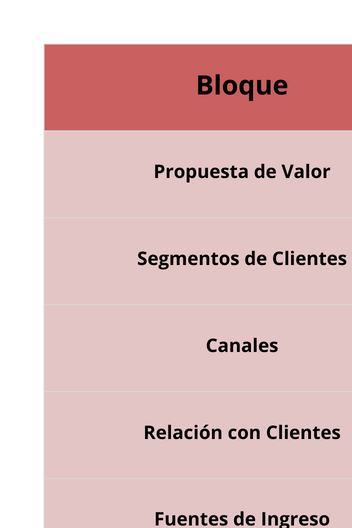 Bloque
Propuesta de Valor
Segmentos de Clientes
Canales
Relación con Clientes
Fuentes de Ingreso